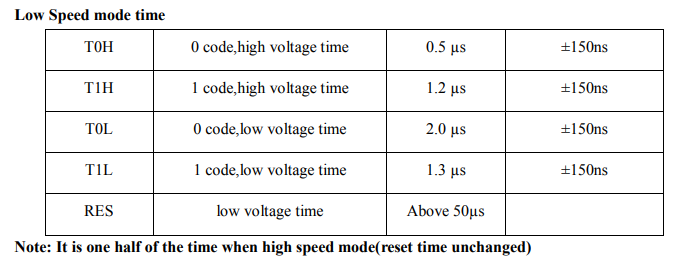 Low Speed mode time
T0H 0 code,high voltage time 0.5 µs ±150ns
T1H 1 code,high voltage time 1.2 µs ±150ns
T0L 0 code,low voltage time 2.0 µs ±150ns
T1L 1 code,low voltage time 1.3 µs ±150ns
RES low voltage time Above 50µs
Note: It is one half of the time when high speed mode(reset time unchanged)